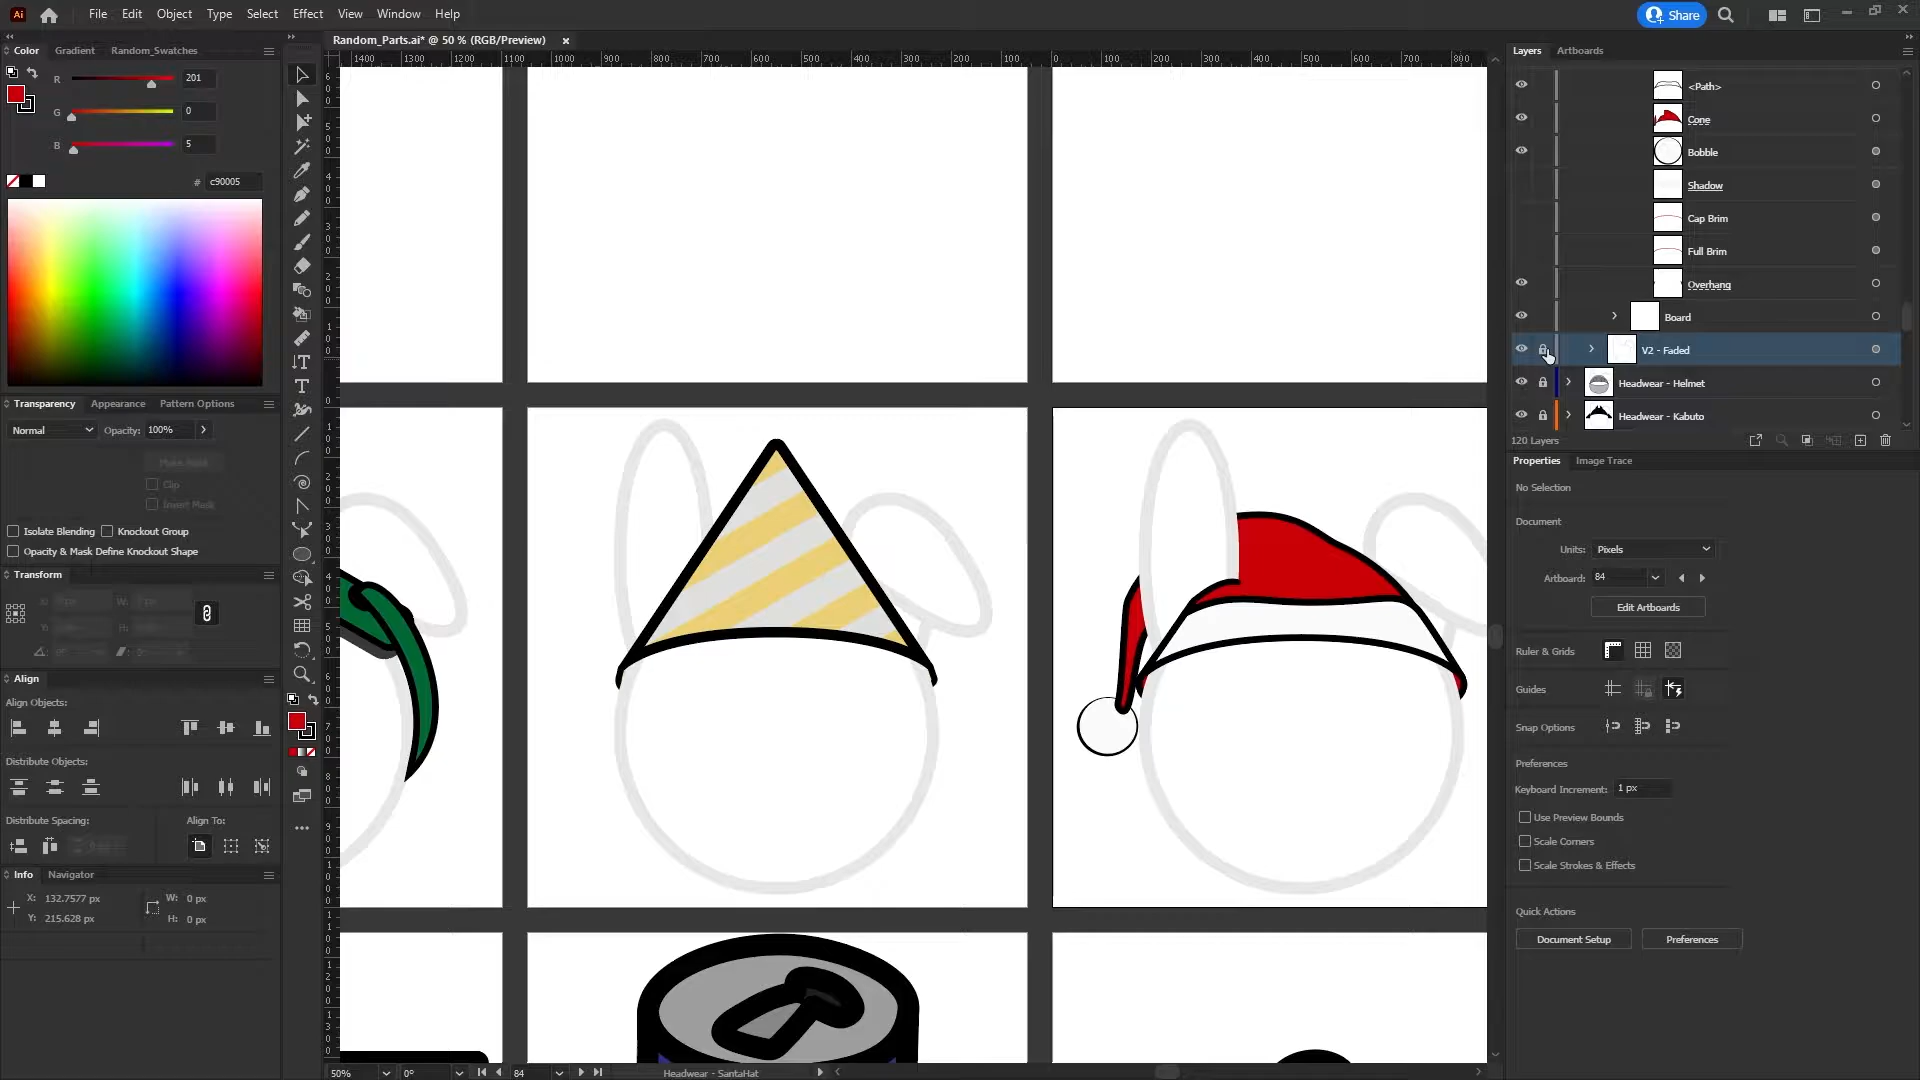 Ai File Edit Object Type Select Effect View Window Help Share
Color Gradient Random_Swatches
Random_Parts.ai* @ 50 % (RGB/Preview)
Layers Artboards
R 201
G 0
B 5
# c90005
1400 1300 1200 1100 1000 900 800 700 600 500 400 300 200 100 0 100 200 300 400 500 600 700 800
<Path>
Cone
Bobble
Shadow
Cap Brim
Full Brim
Overhang
Board
V2 - Faded
Headwear - Helmet
Headwear - Kabuto
120 Layers
Transparency Appearance Pattern Options
Normal Opacity: 100%
Make Mask
Clip
Invert Mask
Isolate Blending Knockout Group
Opacity & Mask Define Knockout Shape
Transform
Align
Align Objects:
Distribute Objects:
Distribute Spacing: Align To:
Info Navigator
X: 132.7577 px W: 0 px
Y: 215.628 px H: 0 px
Properties Image Trace
No Selection
Document
Units: Pixels
Artboard: 84
Edit Artboards
Ruler & Grids
Guides
Snap Options
Preferences
Keyboard Increment: 1 px
Use Preview Bounds
Scale Corners
Scale Strokes & Effects
Quick Actions
Document Setup Preferences
50% 0° 84 Headwear - SantaHat